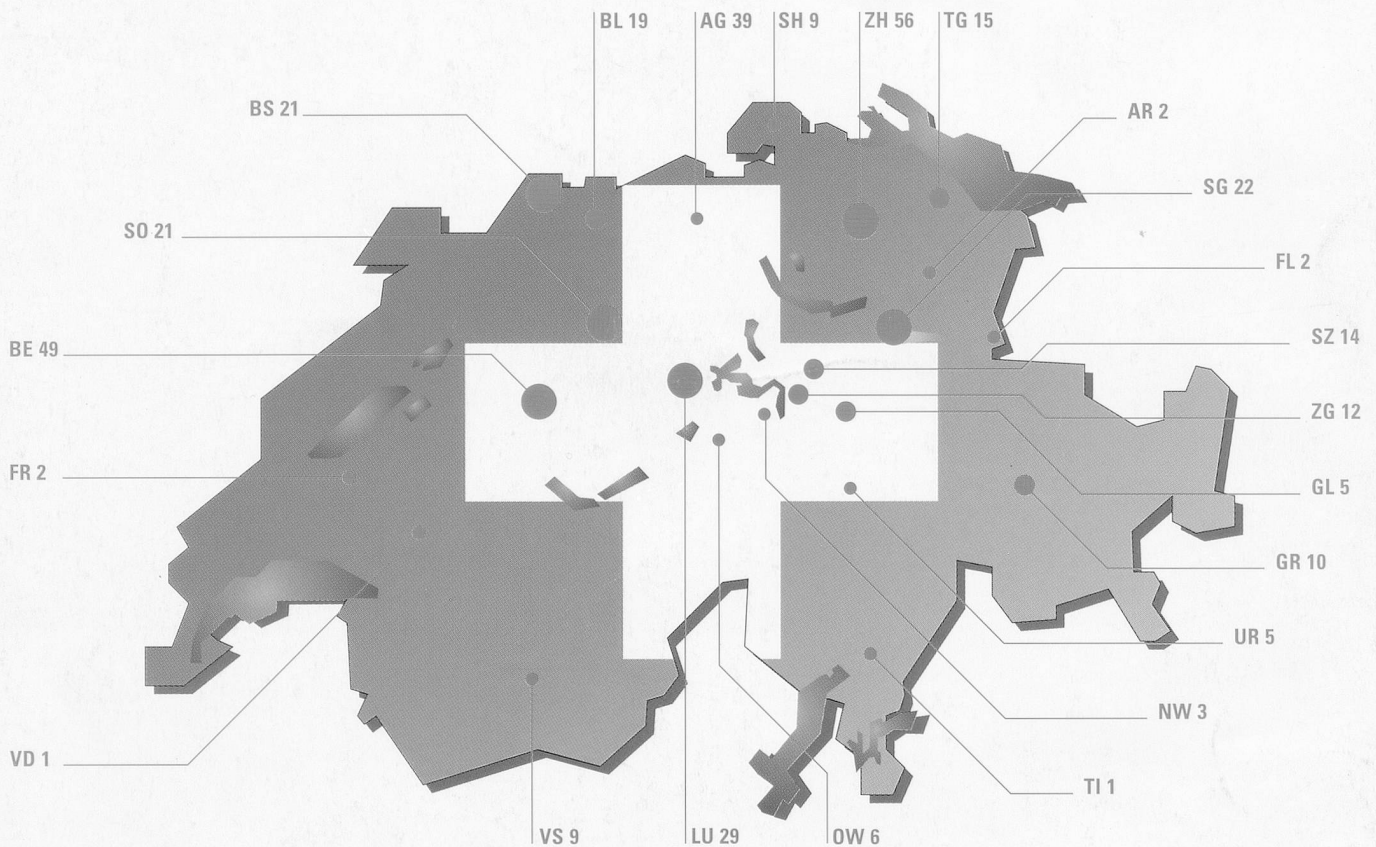 BL 19
AG 39
SH 9
ZH 56
TG 15
BS 21
AR 2
SG 22
SO 21
FL 2
SZ 14
BE 49
ZG 12
FR 2
GL 5
GR 10
UR 5
NW 3
VD 1
TI 1
VS 9
LU 29
OW 6